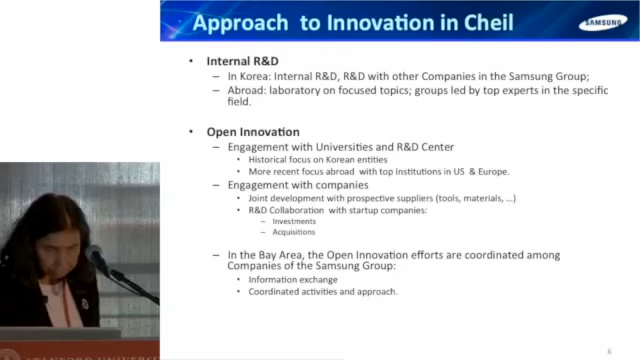 Approach to Innovation in Cheil
SAMSUNG
• Internal R&D
– In Korea: Internal R&D, R&D with other Companies in the Samsung Group;
– Abroad: laboratory on focused topics; groups led by top experts in the specific
field.
• Open Innovation
– Engagement with Universities and R&D Center
• Historical focus on Korean entities
• More recent focus abroad with top Institutions in US & Europe.
– Engagement with companies
• Joint development with prospective suppliers (tools, materials, …)
• R&D Collaboration with startup companies:
– Investments
– Acquisitions
– In the Bay Area, the Open Innovation efforts are coordinated among
Companies of the Samsung Group:
• Information exchange
• Coordinated activities and approach.
6
STANFORD UNIVERSI